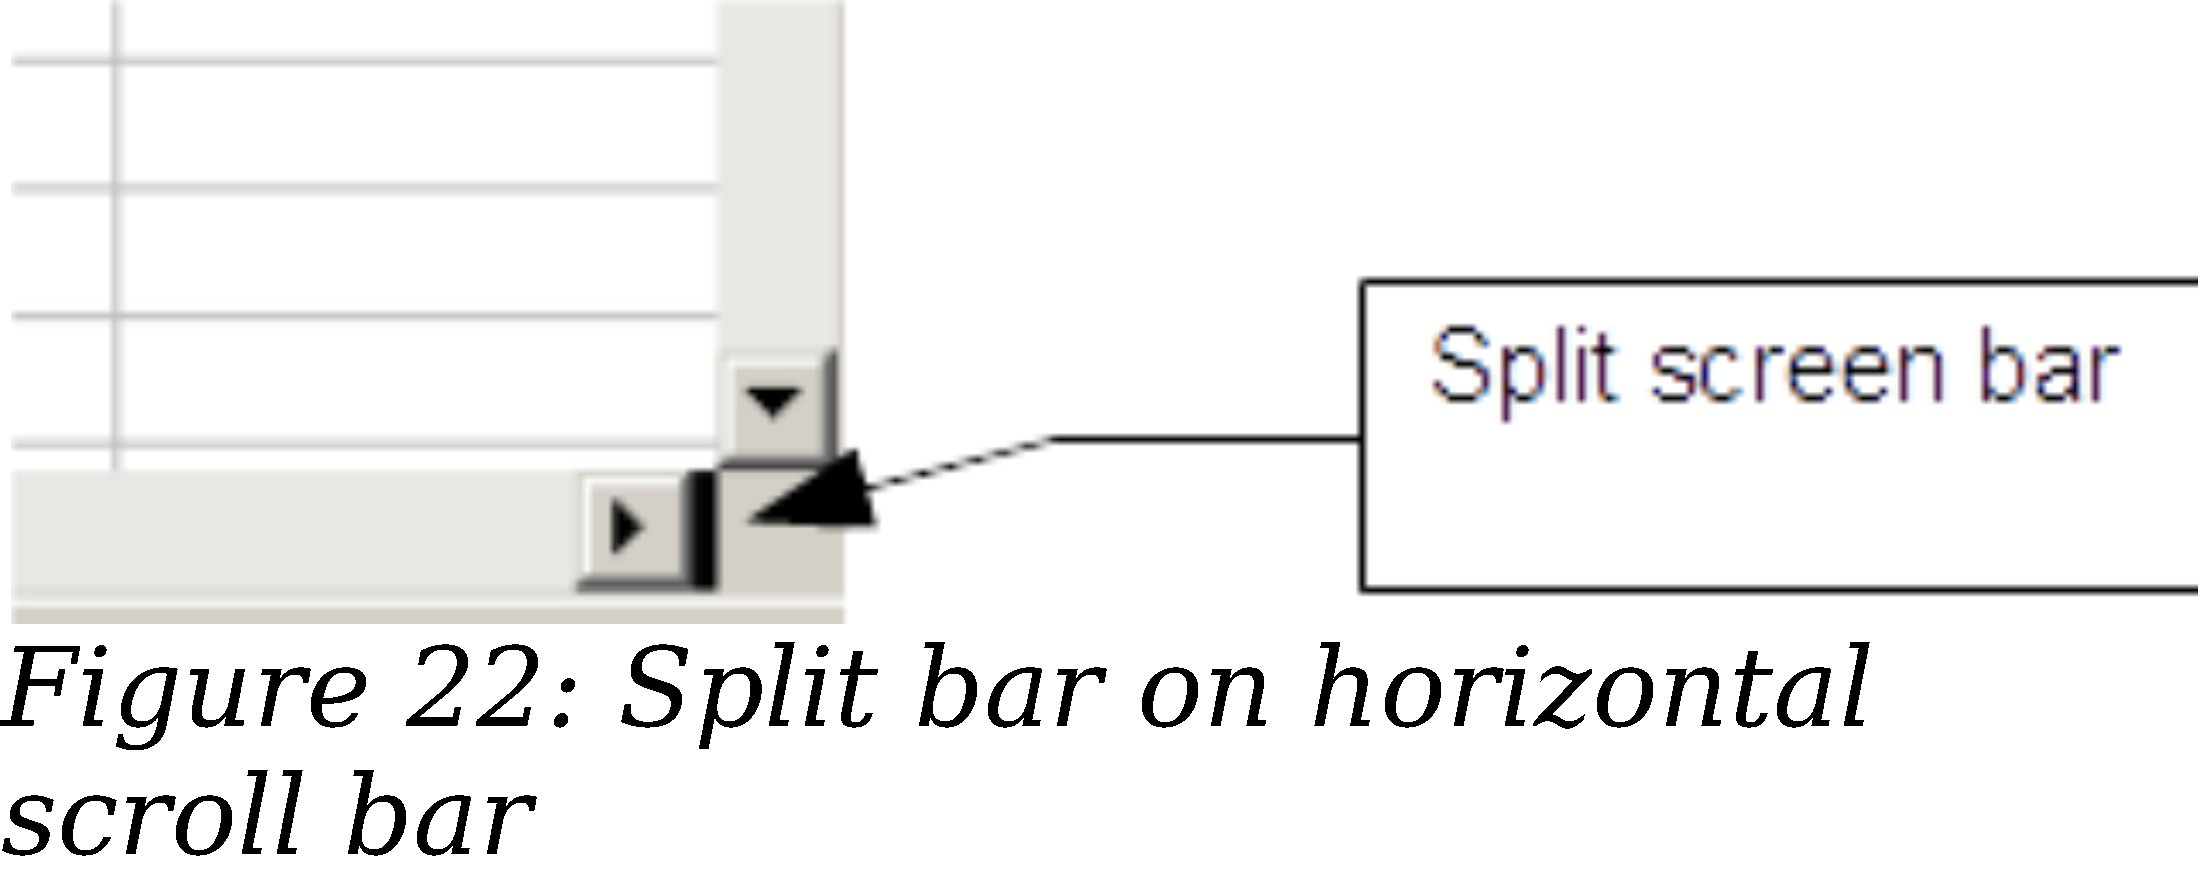 Split screen bar
Figure 22: Split bar on horizontal
scroll bar